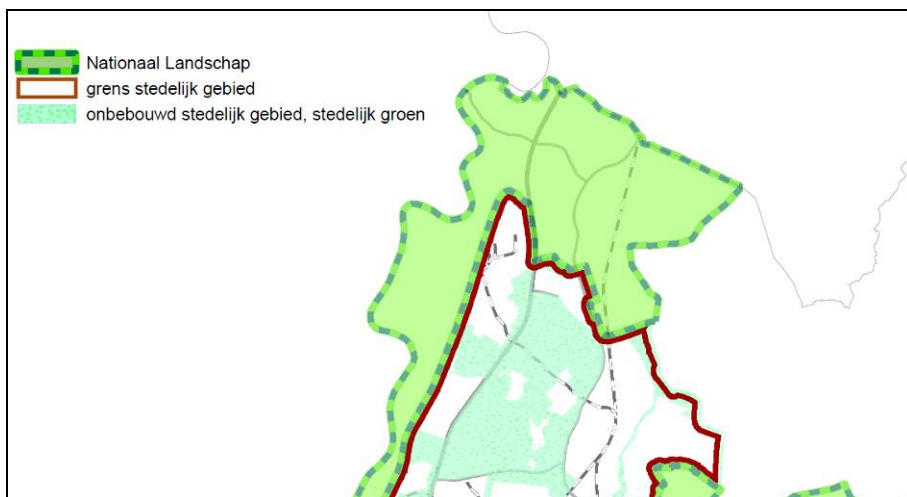 Nationaal Landschap
grens stedelijk gebied
onbebouwd stedelijk gebied, stedelijk groen